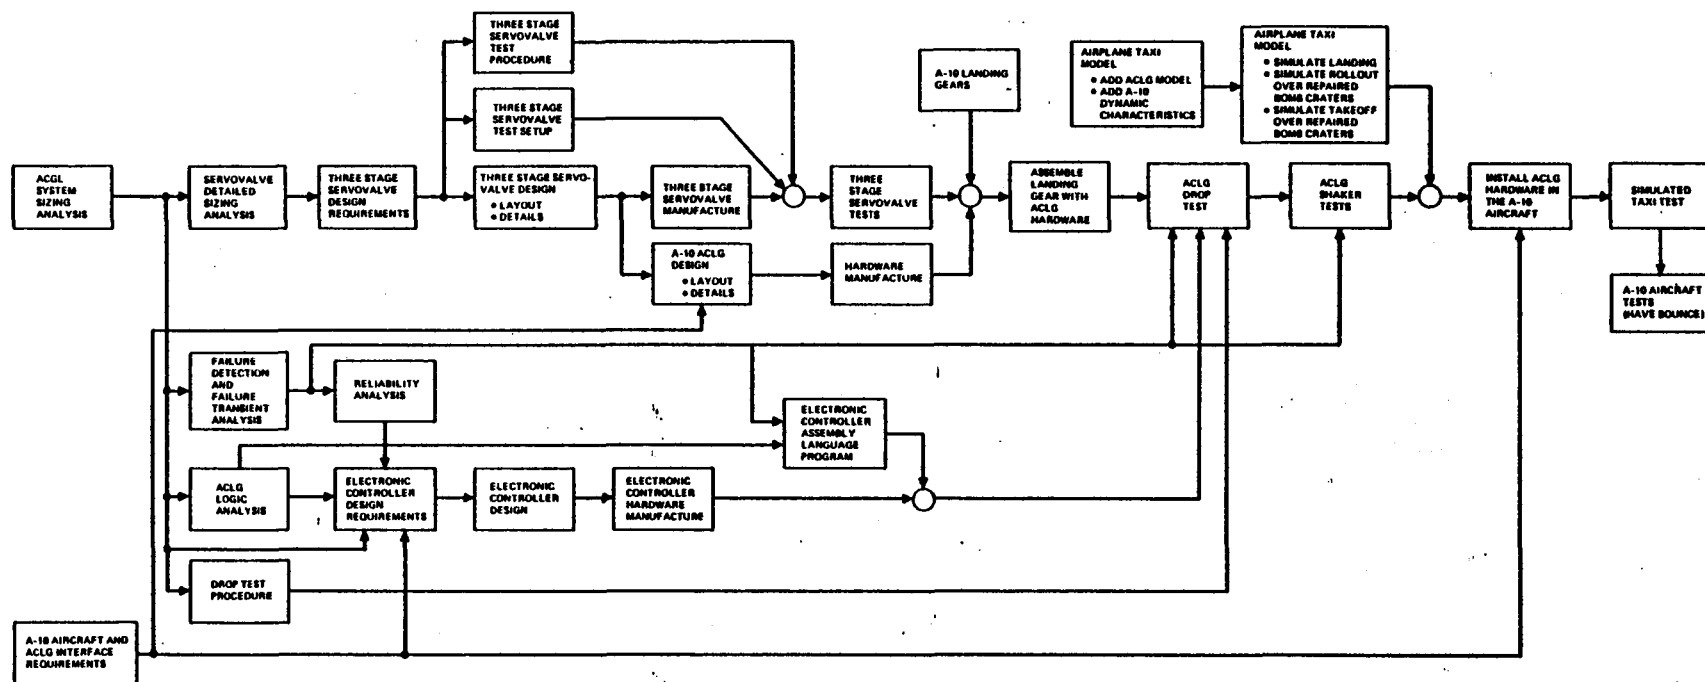 THREE STAGE
SERVOVALVE
TEST
PROCEDURE
THREE STAGE
SERVOVALVE
TEST SETUP
A-10 LANDING
GEARS
AIRPLANE TAXI
MODEL
• ADD ACLG MODEL
• ADD A-10
DYNAMIC
CHARACTERISTICS
AIRPLANE TAXI
MODEL
• SIMULATE LANDING
• SIMULATE ROLLOUT
OVER REPAIRED
BOMB CRATERS
• SIMULATE TAKEOFF
OVER REPAIRED
BOMB CRATERS
ACGL
SYSTEM
SIZING
ANALYSIS
SERVOVALVE
DETAILED
SIZING
ANALYSIS
THREE STAGE
SERVOVALVE
DESIGN
REQUIREMENTS
THREE STAGE SERVO-
VALVE DESIGN
• LAYOUT
• DETAILS
THREE STAGE
SERVOVALVE
MANUFACTURE
THREE
STAGE
SERVOVALVE
TESTS
ASSEMBLE
LANDING
GEAR WITH
ACLG
HARDWARE
ACLG
DROP
TEST
ACLG
SHAKER
TESTS
INSTALL ACLG
HARDWARE IN
THE A-10
AIRCRAFT
SIMULATED
TAXI TEST
A-10 ACLG
DESIGN
• LAYOUT
• DETAILS
HARDWARE
MANUFACTURE
A-10 AIRCRAFT
TESTS
(HAVE BOUNCE)
FAILURE
DETECTION
AND
FAILURE
TRANSIENT
ANALYSIS
RELIABILITY
ANALYSIS
ELECTRONIC
CONTROLLER
ASSEMBLY
LANGUAGE
PROGRAM
ACLG
LOGIC
ANALYSIS
ELECTRONIC
CONTROLLER
DESIGN
REQUIREMENTS
ELECTRONIC
CONTROLLER
DESIGN
ELECTRONIC
CONTROLLER
HARDWARE
MANUFACTURE
DROP TEST
PROCEDURE
A-10 AIRCRAFT AND
ACLG INTERFACE
REQUIREMENTS